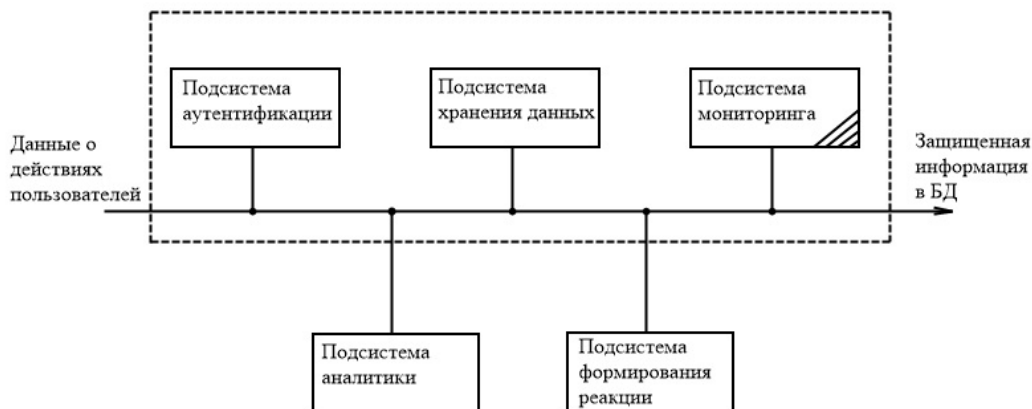 Подсистема
аутентификации
Подсистема
хранения данных
Подсистема
мониторинга
Данные о
действиях
пользователей
Защищенная
информация
в БД
Подсистема
аналитики
Подсистема
формирования
реакции